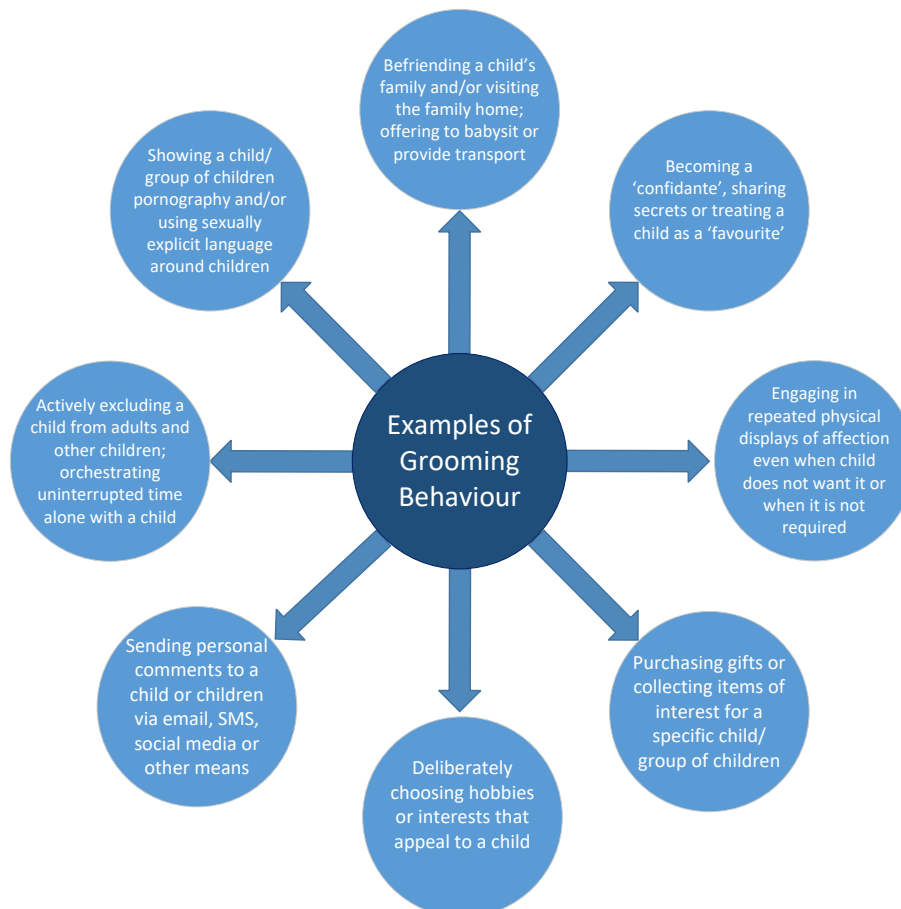 Befriending a child’s
family and/or visiting
the family home;
offering to babysit or
provide transport
Showing a child/
group of children
pornography and/or
using sexually
explicit language
around children
Becoming a
‘confidante’, sharing
secrets or treating a
child as a ‘favourite’
Actively excluding a
child from adults and
other children;
orchestrating
uninterrupted time
alone with a child
Examples of
Grooming
Behaviour
Engaging in
repeated physical
displays of affection
even when child
does not want it or
when it is not
required
Sending personal
comments to a
child or children
via email, SMS,
social media or
other means
Purchasing gifts or
collecting items of
interest for a
specific child/
group of children
Deliberately
choosing hobbies
or interests that
appeal to a child